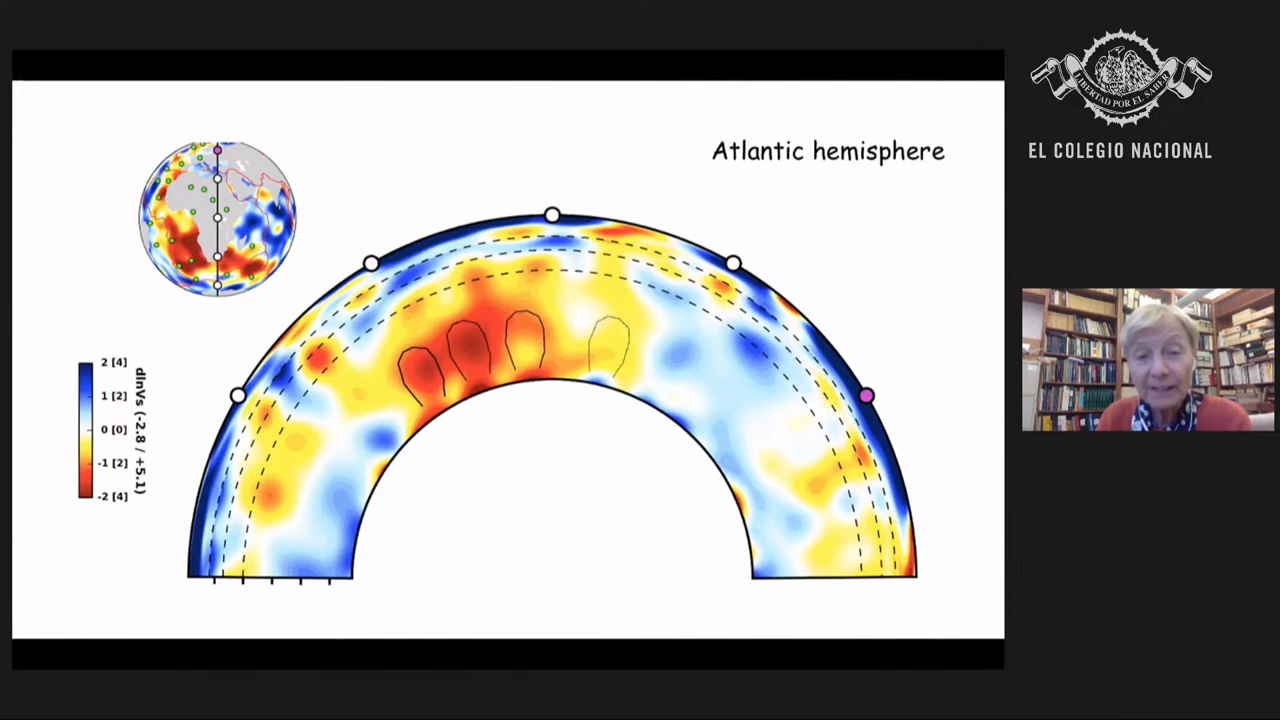 Atlantic hemisphere
2 [4]
1 [2]
0 [0]
-1 [2]
-2 [4]
dlnVs (-2.8 / +5.1)
LIBERTAD POR EL SABER
EL COLEGIO NACIONAL